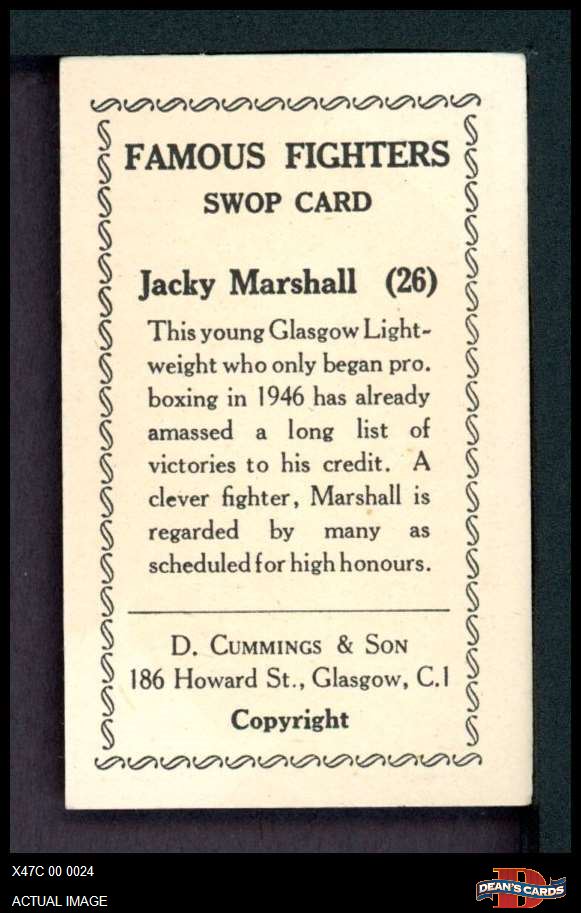 FAMOUS FIGHTERS
SWOP CARD
Jacky Marshall (26)
This young Glasgow Light-
weight who only began pro.
boxing in 1946 has already
amassed a long list of
victories to his credit. A
clever fighter, Marshall is
regarded by many as
scheduled for high honours.
D. CUMMINGS & SON
186 Howard St., Glasgow, C.1
Copyright
X47C 00 0024
ACTUAL IMAGE
D
DEAN'S CARDS